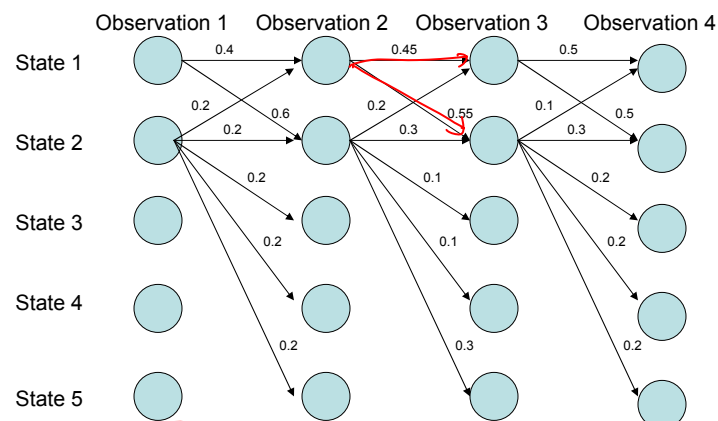 Observation 1 Observation 2 Observation 3 Observation 4
0.4 0.45 0.5
State 1
0.2 0.6 0.2 0.55 0.1 0.5
0.2 0.3 0.3
State 2
0.2 0.1 0.2
State 3
0.2 0.1 0.2
State 4
0.2 0.3 0.2
State 5